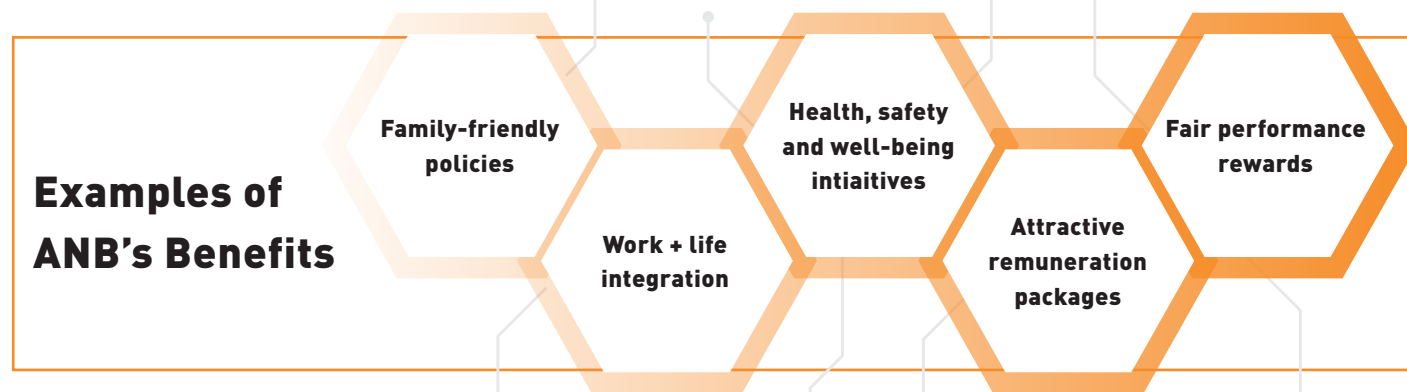 Examples of
ANB's Benefits
Family-friendly
policies
Work + life
integration
Health, safety
and well-being
intiaitives
Attractive
remuneration
packages
Fair performance
rewards